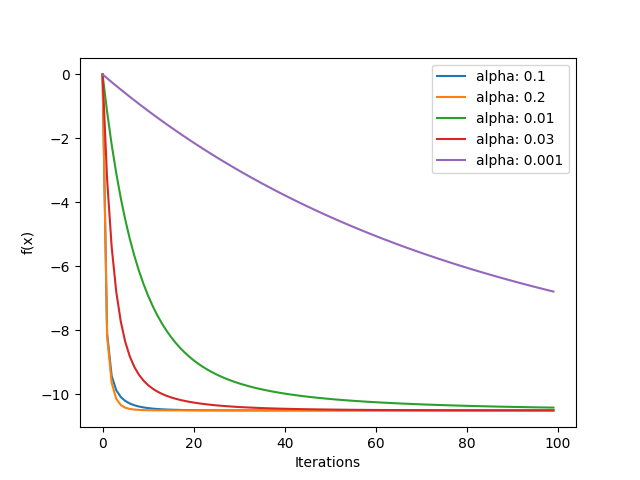 0
−2
−4
−6
−8
−10
f(x)
0
20
40
60
80
100
Iterations
alpha: 0.1
alpha: 0.2
alpha: 0.01
alpha: 0.03
alpha: 0.001